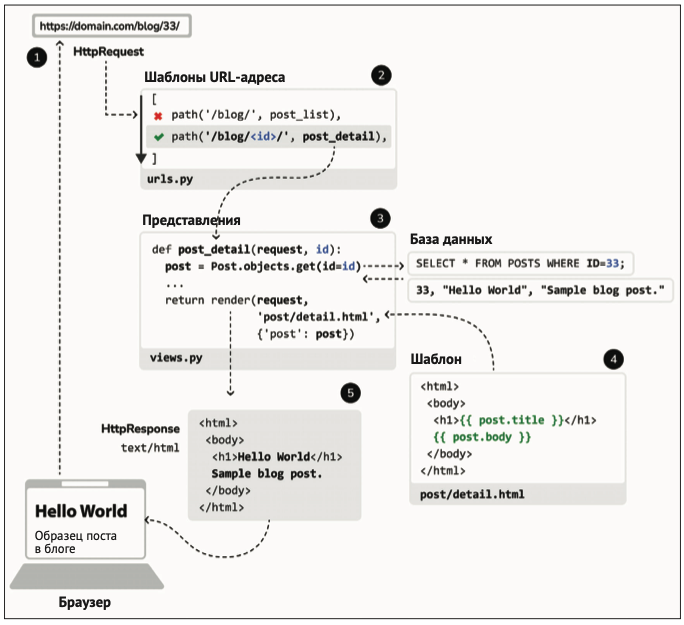 https://domain.com/blog/33/
1
HttpRequest
Шаблоны URL-адреса
2
[
path('/blog/', post_list),
path('/blog/<id>/', post_detail),
]
urls.py
Представления
3
def post_detail(request, id):
post = Post.objects.get(id=id)
...
return render(request,
'post/detail.html',
{'post': post})
views.py
База данных
SELECT * FROM POSTS WHERE ID=33;
33, "Hello World", "Sample blog post."
Шаблон
4
<html>
<body>
<h1>{{ post.title }}</h1>
{{ post.body }}
</body>
</html>
post/detail.html
5
HttpResponse
text/html
<html>
<body>
<h1>Hello World</h1>
Sample blog post.
</body>
</html>
Hello World
Образец поста
в блоге
Браузер